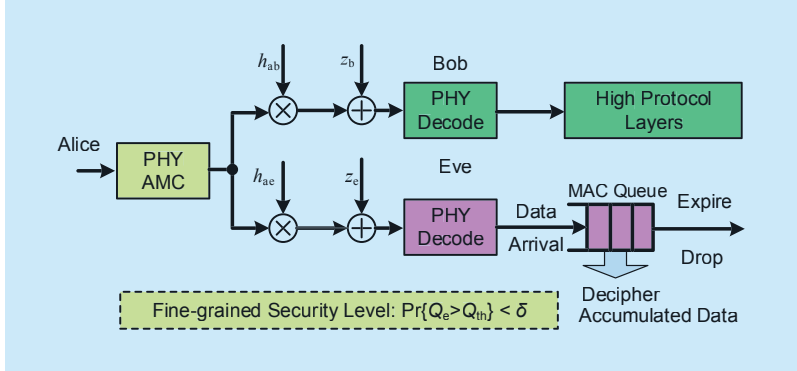 Bob
h_ab
z_b
PHY
Decode
High Protocol
Layers
Alice
PHY
AMC
Eve
h_ae
z_e
PHY
Decode
Data
Arrival
MAC Queue
Expire
Drop
Decipher
Accumulated Data
Fine-grained Security Level: Pr{Q_e>Q_th} < δ